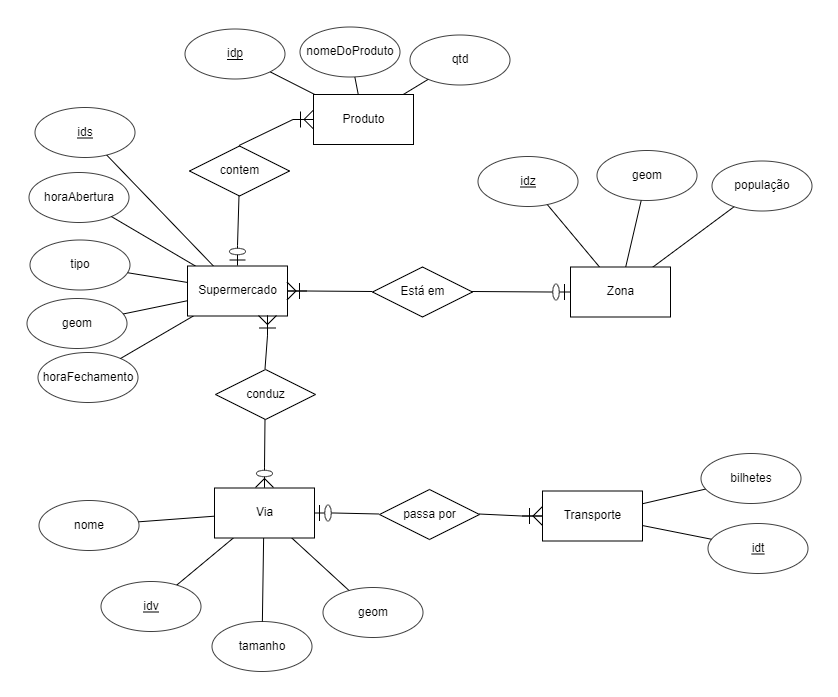 idp
nomeDoProduto
qtd
Produto
ids
contem
horaAbertura
idz
geom
população
tipo
Supermercado
Está em
Zona
geom
horaFechamento
conduz
bilhetes
nome
Via
passa por
Transporte
idt
idv
geom
tamanho